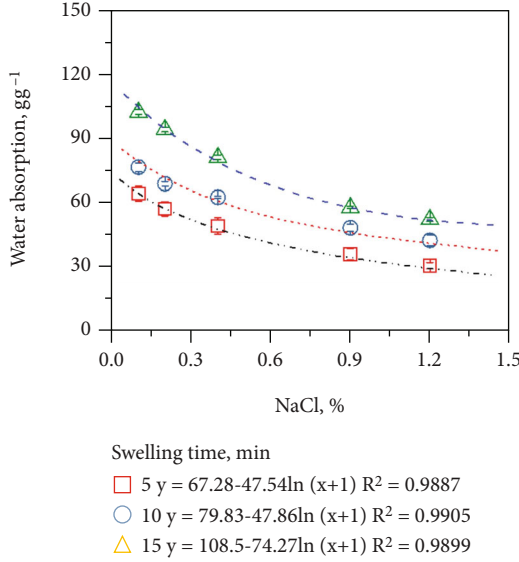 150
120
90
60
30
0
Water absorption, gg⁻¹
0.0 0.3 0.6 0.9 1.2 1.5
NaCl, %
Swelling time, min
5 y = 67.28-47.54ln (x+1) R² = 0.9887
10 y = 79.83-47.86ln (x+1) R² = 0.9905
15 y = 108.5-74.27ln (x+1) R² = 0.9899